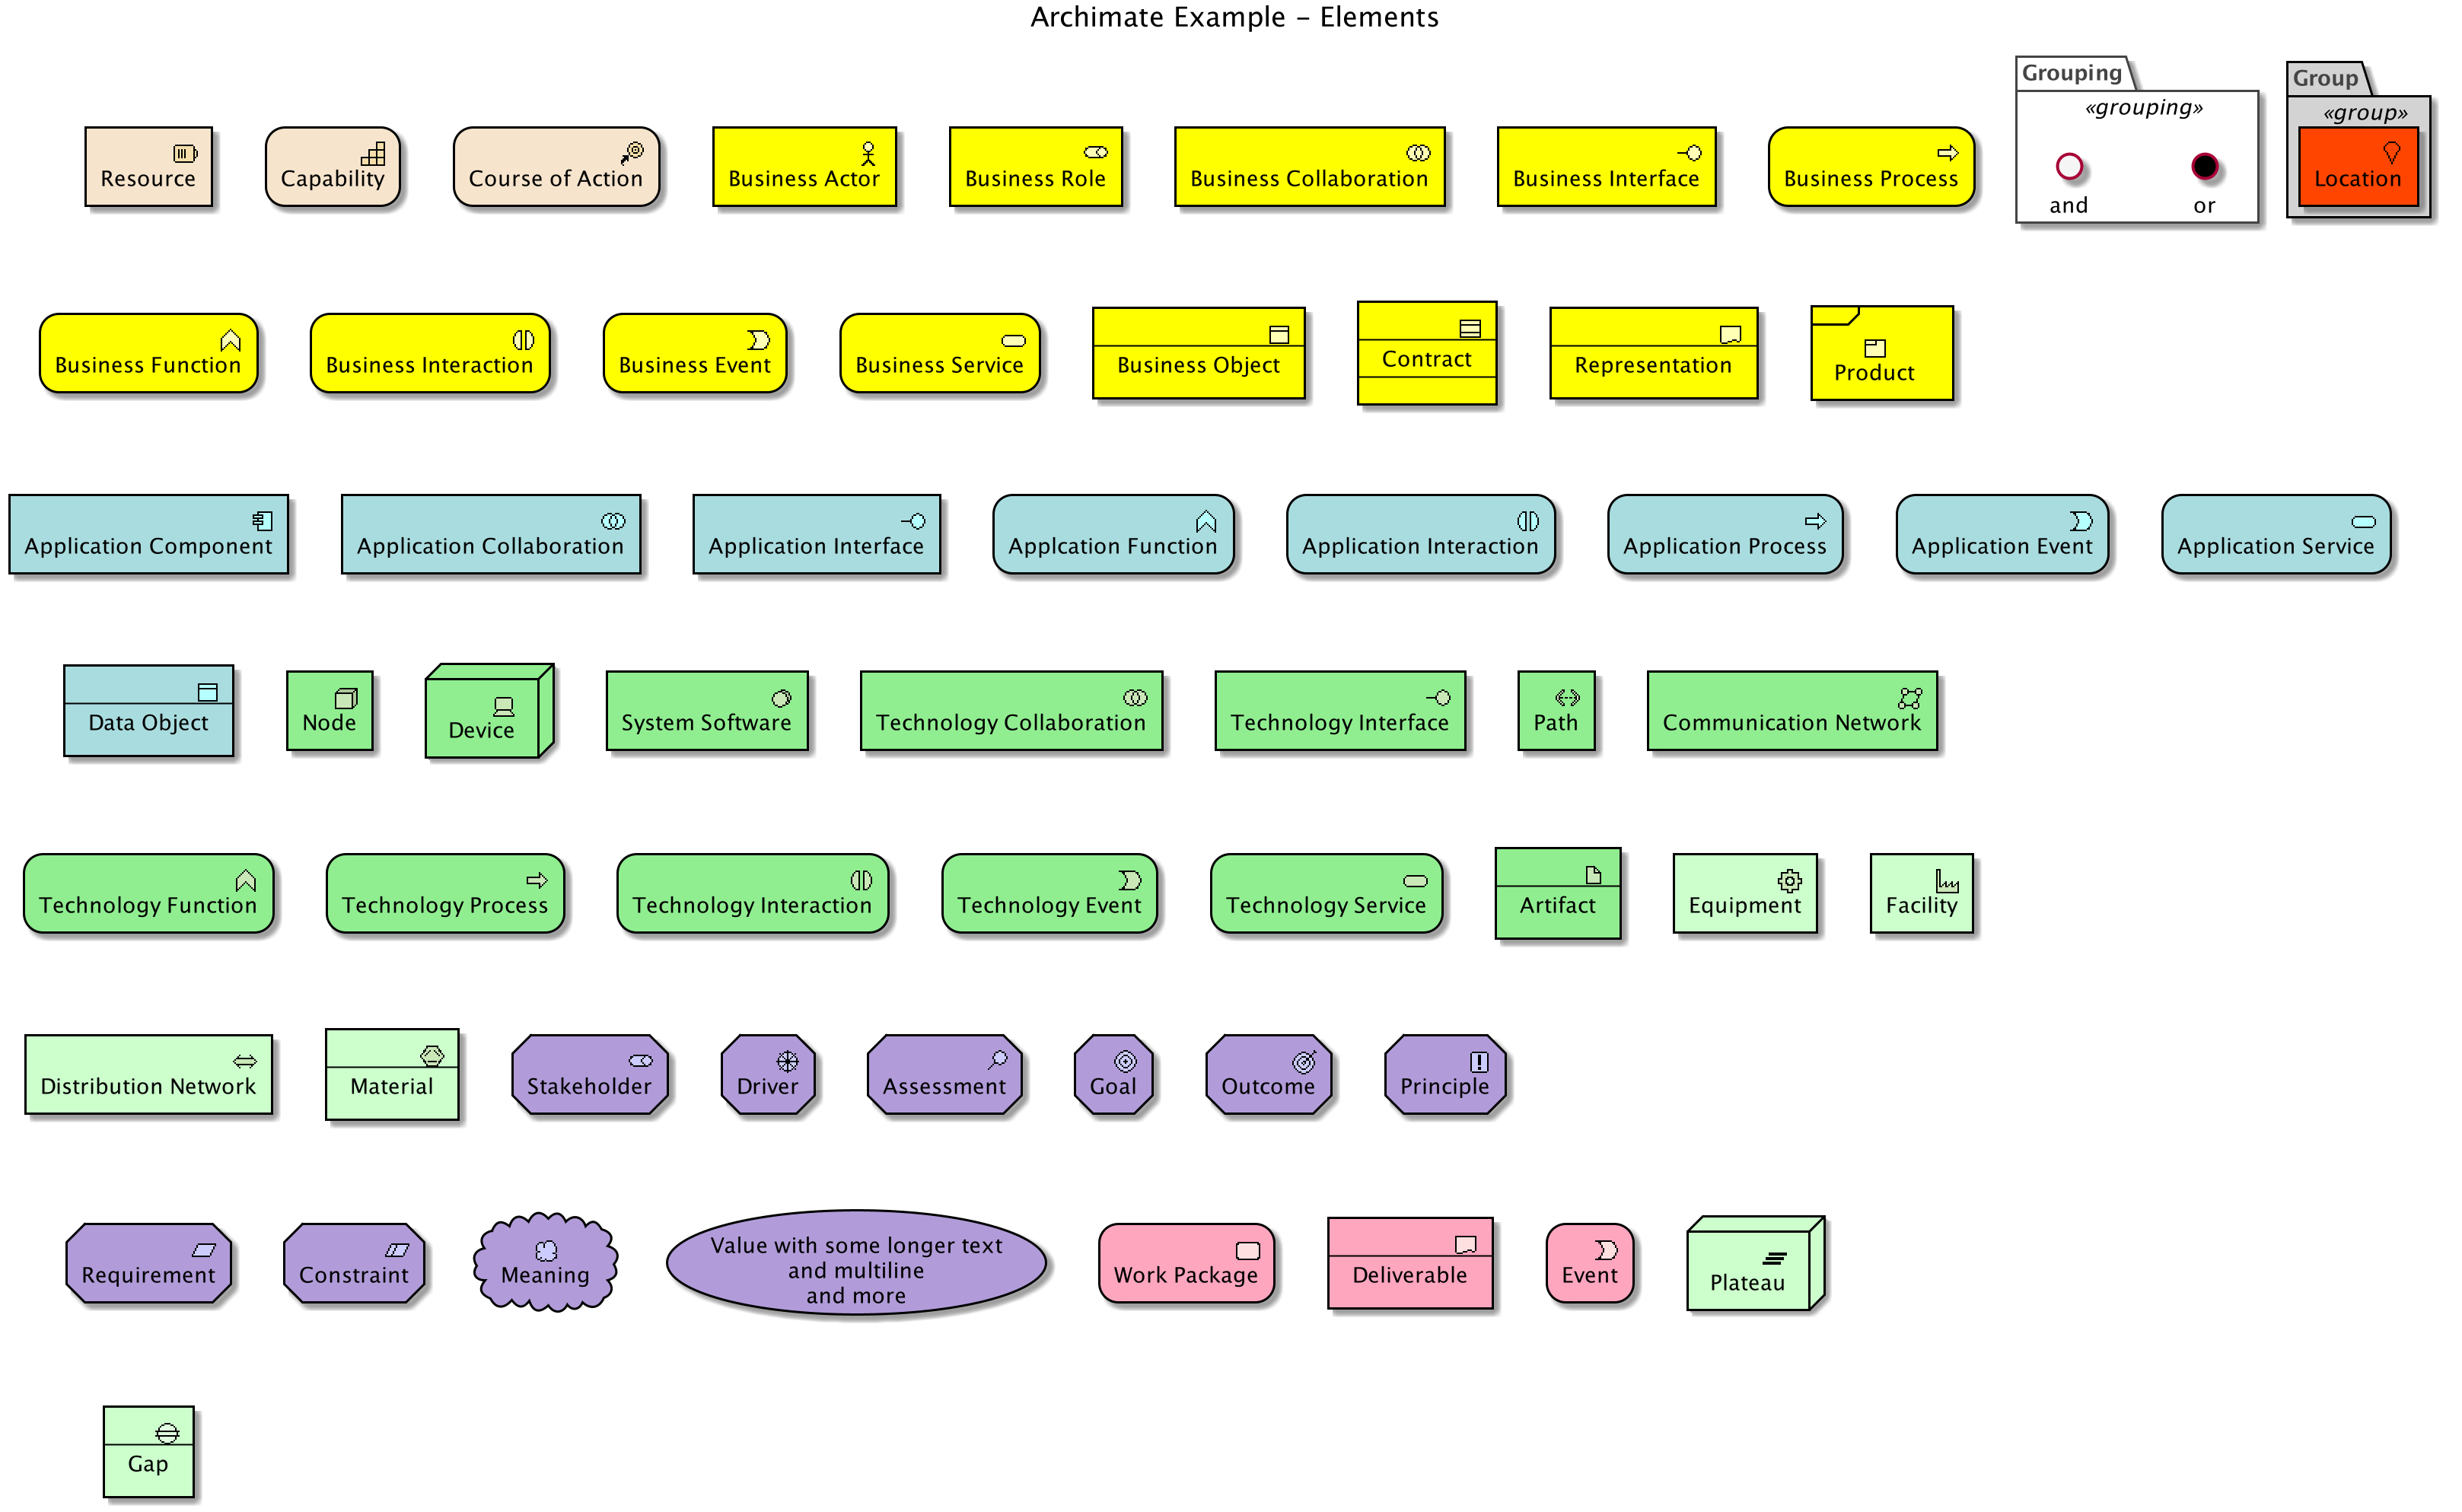 Archimate Example – Elements
Grouping
Group
«grouping»
«group»
Resource
Capability
Course of Action
Business Actor
Business Role
Business Collaboration
Business Interface
Business Process
and
or
Location
Business Function
Business Interaction
Business Event
Business Service
Business Object
Contract
Representation
Product
Application Component
Application Collaboration
Application Interface
Applcation Function
Application Interaction
Application Process
Application Event
Application Service
Data Object
Node
Device
System Software
Technology Collaboration
Technology Interface
Path
Communication Network
Technology Function
Technology Process
Technology Interaction
Technology Event
Technology Service
Artifact
Equipment
Facility
Distribution Network
Material
Stakeholder
Driver
Assessment
Goal
Outcome
Principle
Requirement
Constraint
Meaning
Value with some longer text
and multiline
and more
Work Package
Deliverable
Event
Plateau
Gap